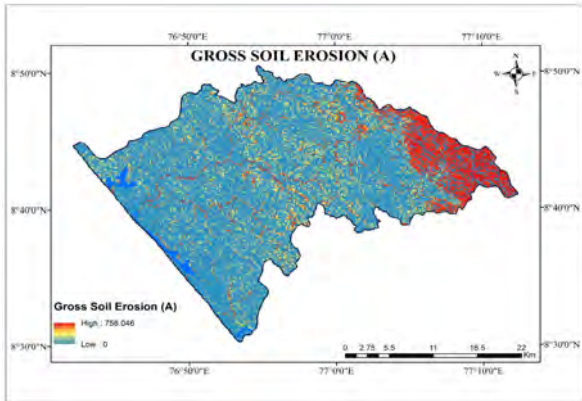 76°50'0"E 77°0'0"E 77°10'0"E
GROSS SOIL EROSION (A)
N
W E
S
8°50'0"N 8°50'0"N
8°40'0"N 8°40'0"N
Gross Soil Erosion (A)
High : 756.046
Low : 0
8°30'0"N 8°30'0"N
0 2.75 5.5 11 16.5 22
Km
76°50'0"E 77°0'0"E 77°10'0"E